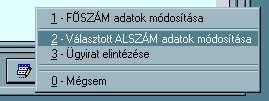 1 - FŐSZÁM adatok módosítása
2 - Választott ALSZÁM adatok módosítása
3 - Ügyirat elintézése
0 - Mégsem